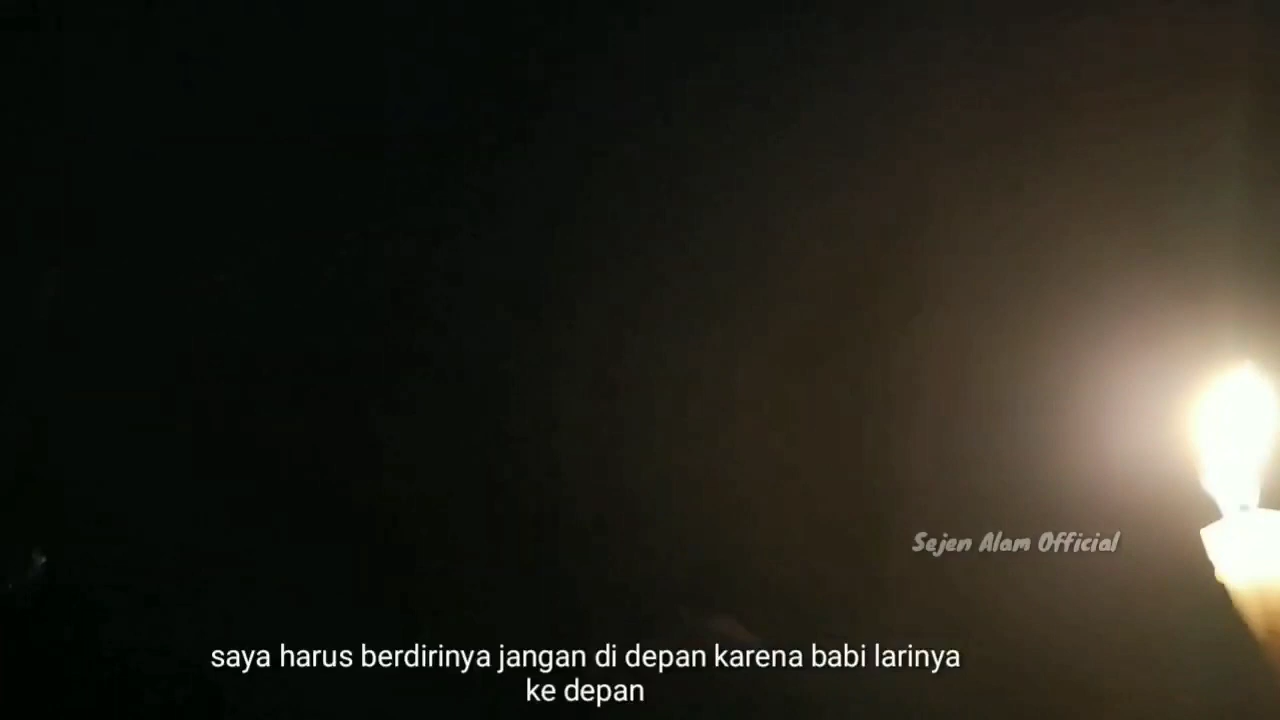 Sejen Alam Official
saya harus berdirinya jangan di depan karena babi larinya
ke depan